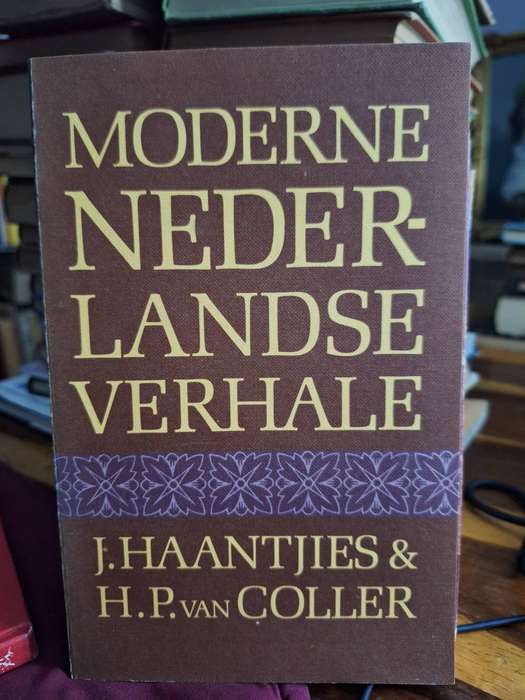 MODERNE
NEDER-
LANDSE
VERHALE
J. HAANTJIES &
H.P. VAN COLLER